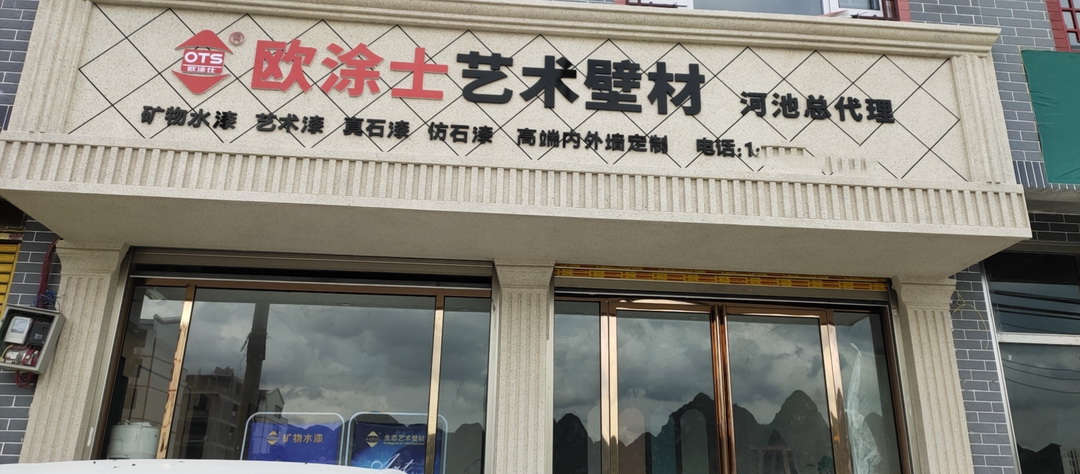 OTS
欧涂仕
®
欧涂士艺术壁材 河池总代理
矿物水漆 艺术漆 真石漆 仿石漆 高端内外墙定制 电话:1
矿物水漆
生态艺术壁材